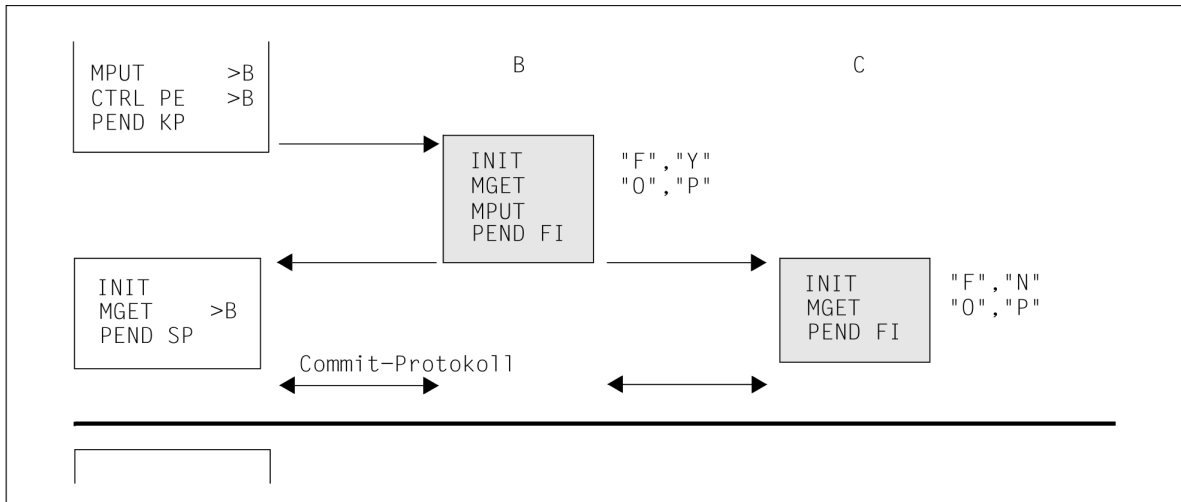 B
C
MPUT >B
CTRL PE >B
PEND KP
INIT
MGET
MPUT
PEND FI
"F","Y"
"O","P"
INIT
MGET >B
PEND SP
INIT
MGET
PEND FI
"F","N"
"O","P"
Commit-Protokoll